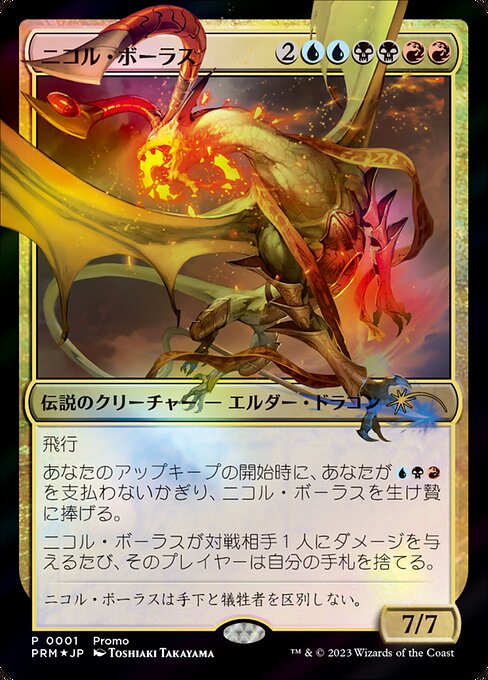 ニコル・ボーラス 2
伝説のクリーチャー — エルダー・ドラゴン
飛行
あなたのアップキープの開始時に、あなたが
を支払わないかぎり、ニコル・ボーラスを生け贄
に捧げる。
ニコル・ボーラスが対戦相手1人にダメージを与
えるたび、そのプレイヤーは自分の手札を捨てる。
ニコル・ボーラスは手下と犠牲者を区別しない。
7/7
P 0001 Promo
PRM★JP Toshiaki Takayama
™ & © 2023 Wizards of the Coast